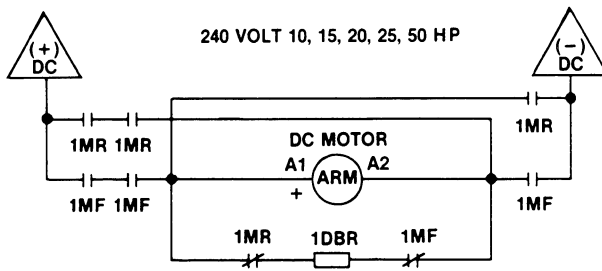 240 VOLT 10, 15, 20, 25, 50 HP
(+)
DC
(-)
DC
1MR 1MR
1MR
DC MOTOR
A1 ARM A2
+
1MF 1MF
1MF
1MR 1DBR 1MF